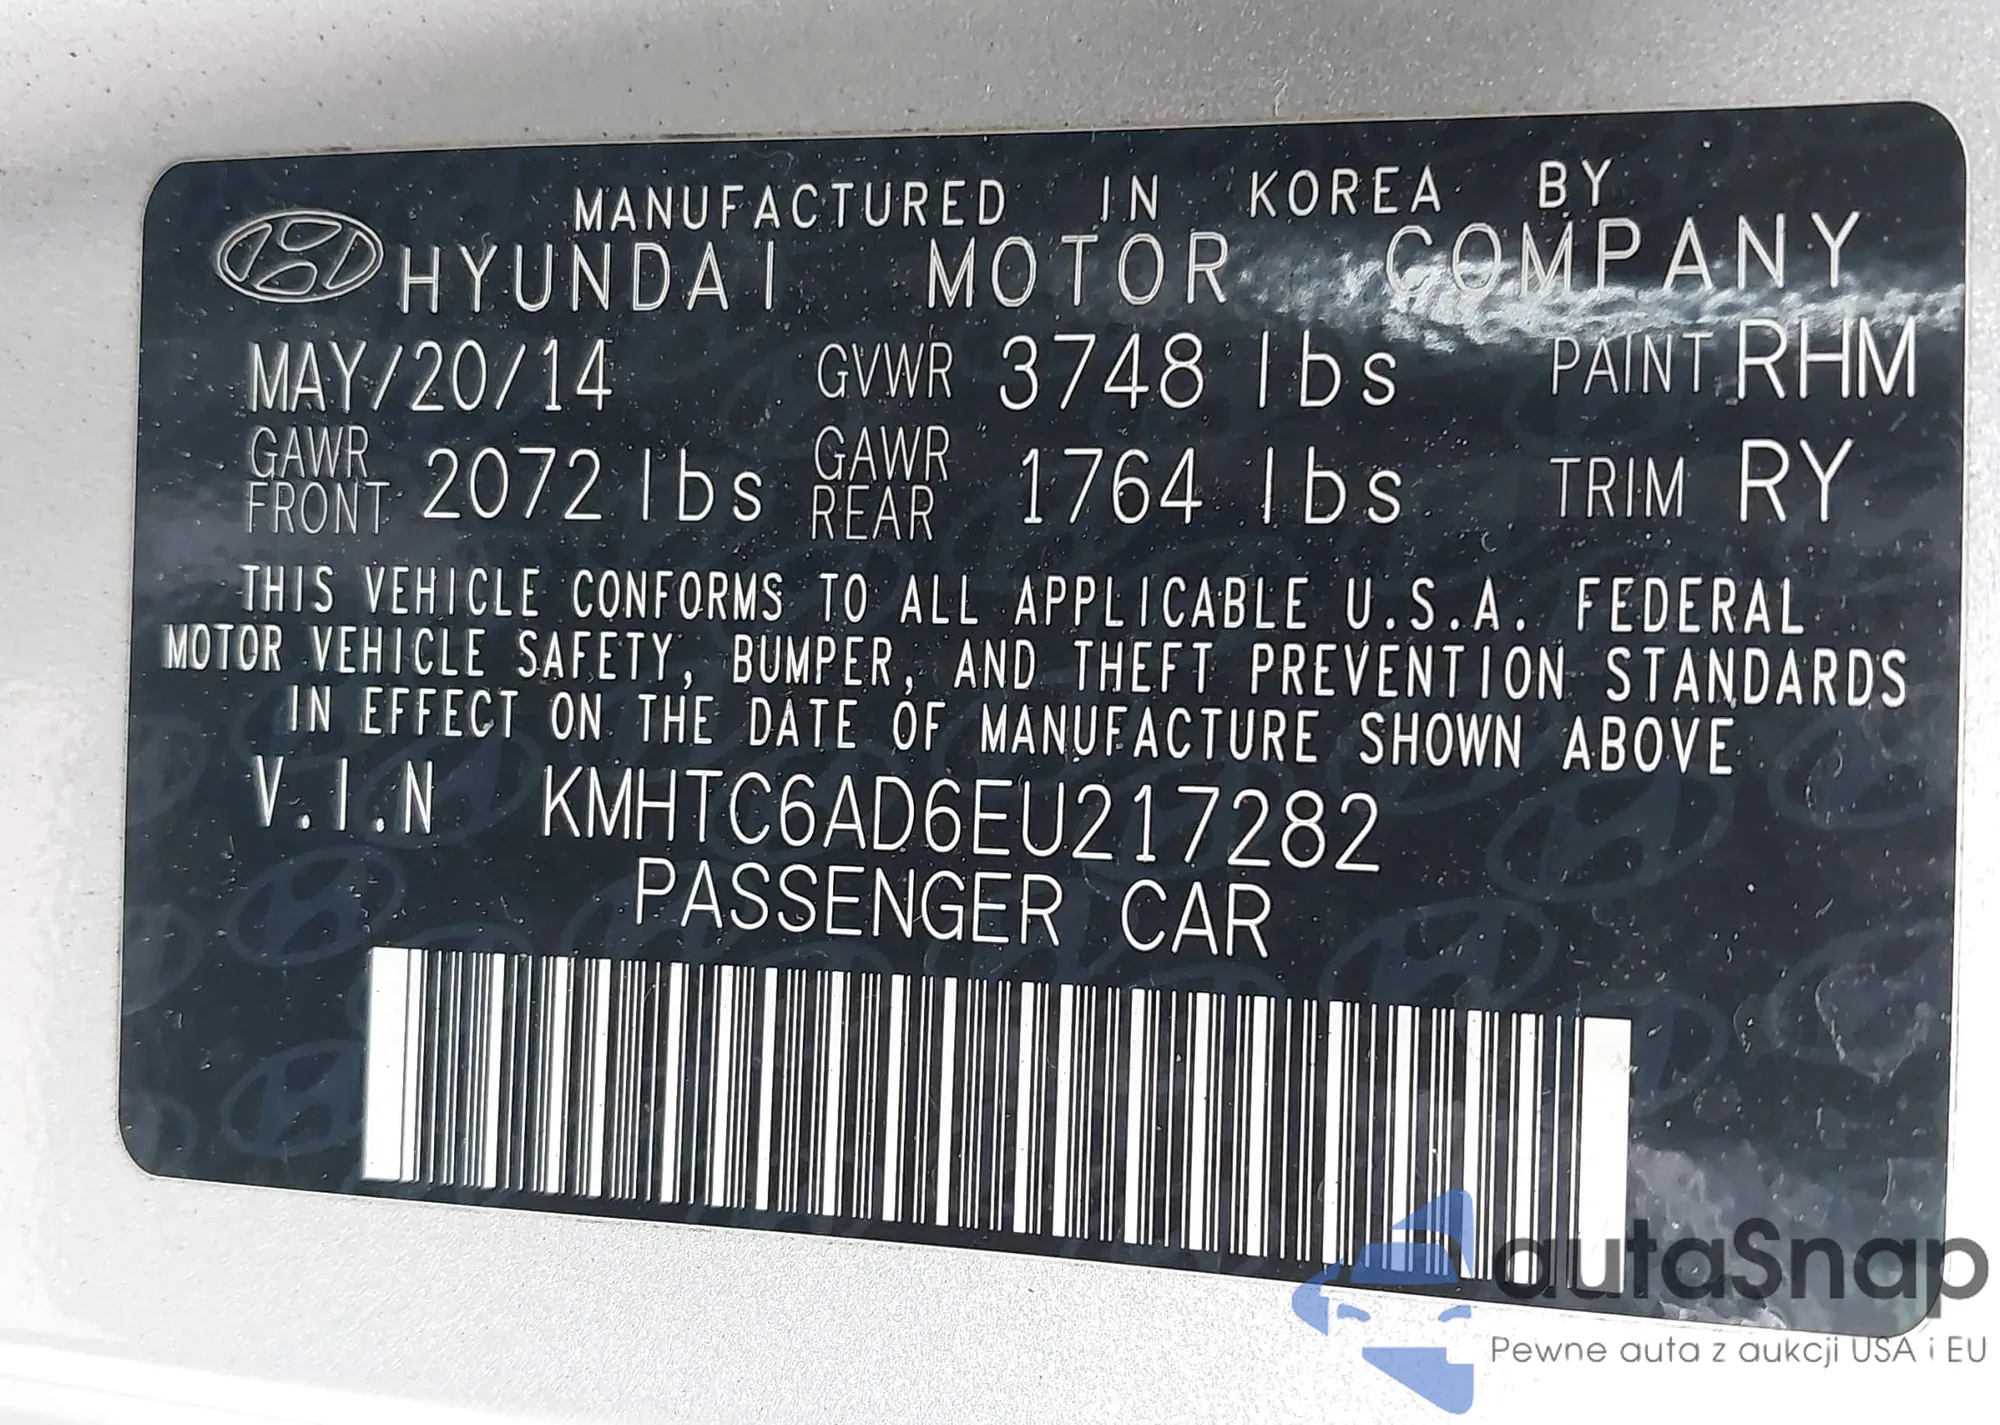 MANUFACTURED IN KOREA BY
HYUNDAI MOTOR COMPANY
MAY/20/14 GVWR 3748 lbs PAINT RHM
GAWR FRONT 2072 lbs GAWR REAR 1764 lbs TRIM RY
THIS VEHICLE CONFORMS TO ALL APPLICABLE U.S.A. FEDERAL
MOTOR VEHICLE SAFETY, BUMPER, AND THEFT PREVENTION STANDARDS
IN EFFECT ON THE DATE OF MANUFACTURE SHOWN ABOVE
V.I.N KMHTC6AD6EU217282
PASSENGER CAR
autaSnap
Pewne auta z aukcji USA i EU